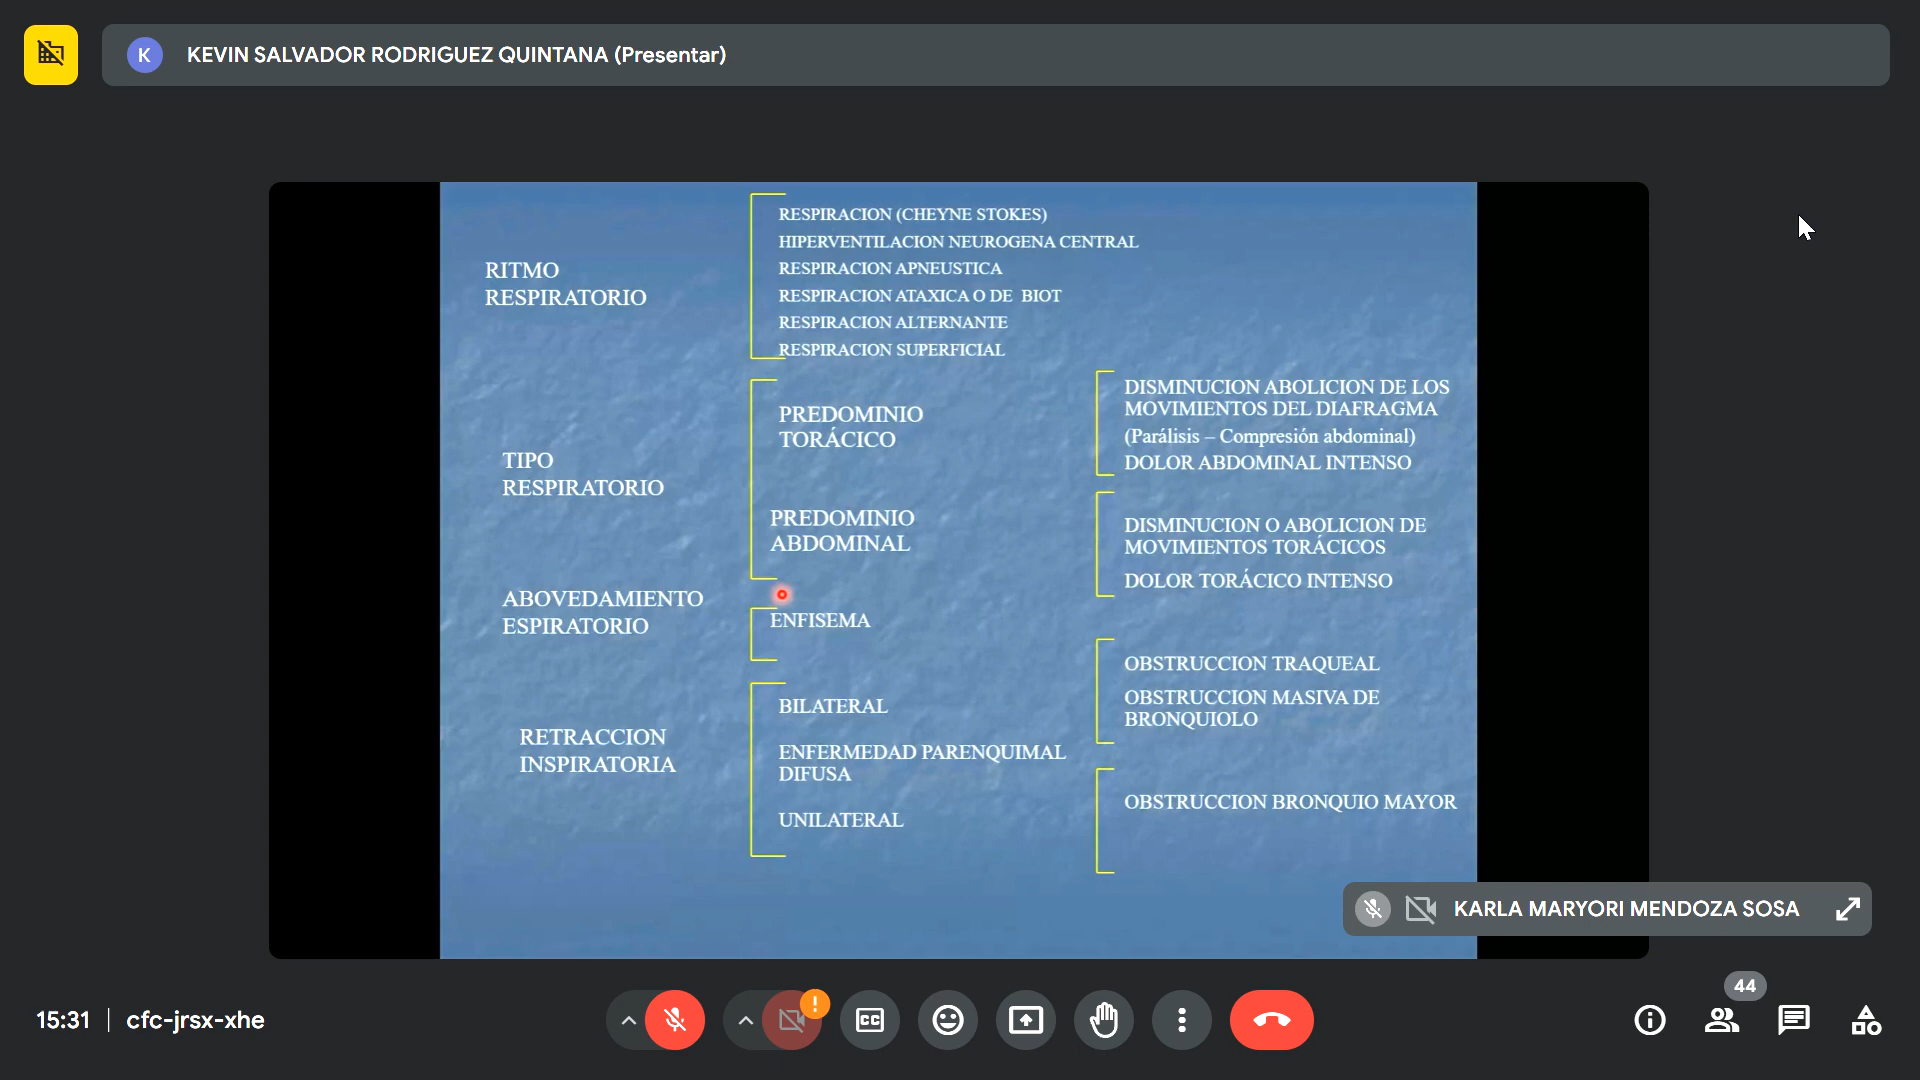 K
KEVIN SALVADOR RODRIGUEZ QUINTANA (Presentar)
RITMO
RESPIRATORIO
RESPIRACION (CHEYNE STOKES)
HIPERVENTILACION NEUROGENA CENTRAL
RESPIRACION APNEUSTICA
RESPIRACION ATAXICA O DE BIOT
RESPIRACION ALTERNANTE
RESPIRACION SUPERFICIAL
TIPO
RESPIRATORIO
PREDOMINIO
TORÁCICO
DISMINUCION ABOLICION DE LOS
MOVIMIENTOS DEL DIAFRAGMA
(Parálisis – Compresión abdominal)
DOLOR ABDOMINAL INTENSO
PREDOMINIO
ABDOMINAL
DISMINUCION O ABOLICION DE
MOVIMIENTOS TORÁCICOS
DOLOR TORÁCICO INTENSO
ABOVEDAMIENTO
ESPIRATORIO
ENFISEMA
RETRACCION
INSPIRATORIA
BILATERAL
OBSTRUCCION TRAQUEAL
OBSTRUCCION MASIVA DE
BRONQUIOLO
ENFERMEDAD PARENQUIMAL
DIFUSA
UNILATERAL
OBSTRUCCION BRONQUIO MAYOR
KARLA MARYORI MENDOZA SOSA
15:31 | cfc-jrsx-xhe
!
CC
44